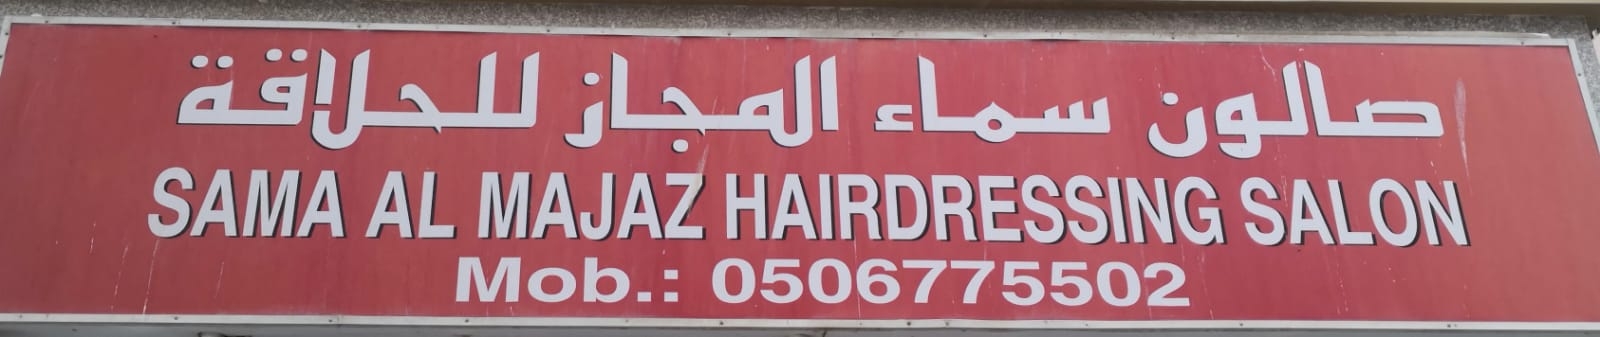 صالون سماء المجاز للحلاقة
SAMA AL MAJAZ HAIRDRESSING SALON
Mob.: 0506775502